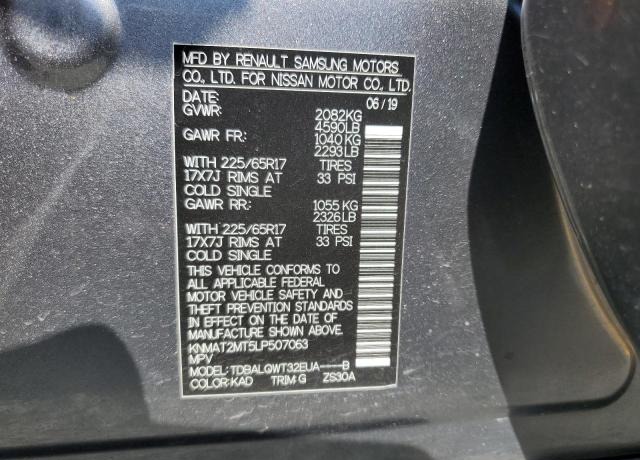 MFD BY RENAULT SAMSUNG MOTORS
CO., LTD. FOR NISSAN MOTOR CO., LTD.
DATE: 06/19
GVWR: 2082KG
4590LB
GAWR FR: 1040 KG
2293LB
WITH 225/65R17 TIRES
17X7J RIMS AT 33 PSI
COLD SINGLE
GAWR RR: 1055 KG
2326LB
WITH 225/65R17 TIRES
17X7J RIMS AT 33 PSI
COLD SINGLE
THIS VEHICLE CONFORMS TO
ALL APPLICABLE FEDERAL
MOTOR VEHICLE SAFETY AND
THEFT PREVENTION STANDARDS
IN EFFECT ON THE DATE OF
MANUFACTURE SHOWN ABOVE.
KNMAT2MT5LP507063
MPV
MODEL: TDBALQWT32EUA----B
COLOR: KAD TRIM: G ZS30A